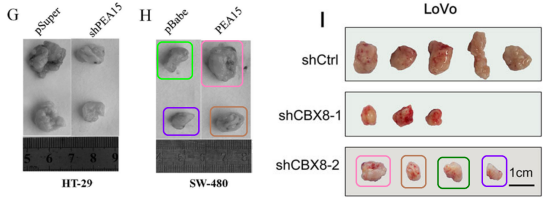 G
pSuper
shPEA15
5 6 7 8 9
HT-29
H
pBabe
PEA15
SW-480
I
LoVo
shCtrl
shCBX8-1
shCBX8-2
1cm